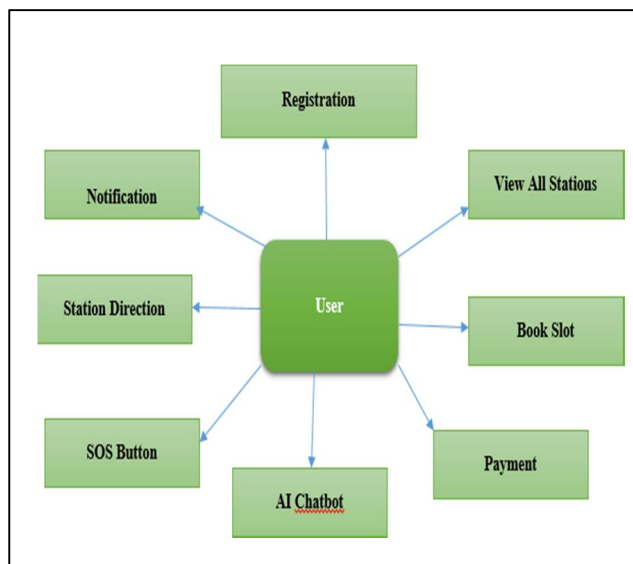 Registration
Notification
View All Stations
Station Direction
User
Book Slot
SOS Button
Payment
AI Chatbot